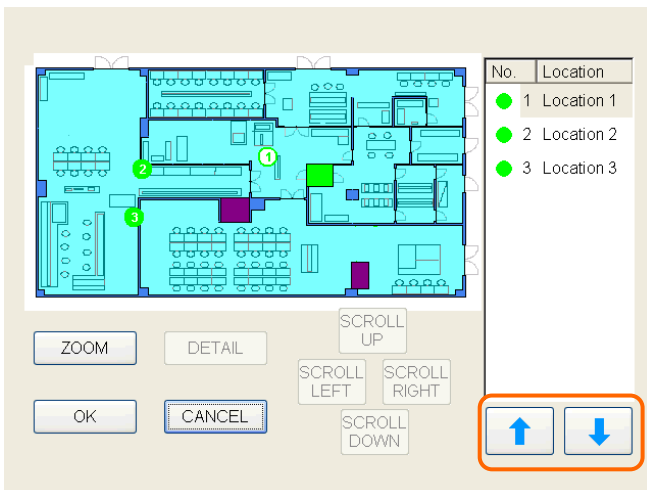 No. Location
1 Location 1
2 Location 2
3 Location 3
1
2
3
ZOOM
DETAIL
SCROLL
UP
SCROLL
LEFT
SCROLL
RIGHT
OK
CANCEL
SCROLL
DOWN